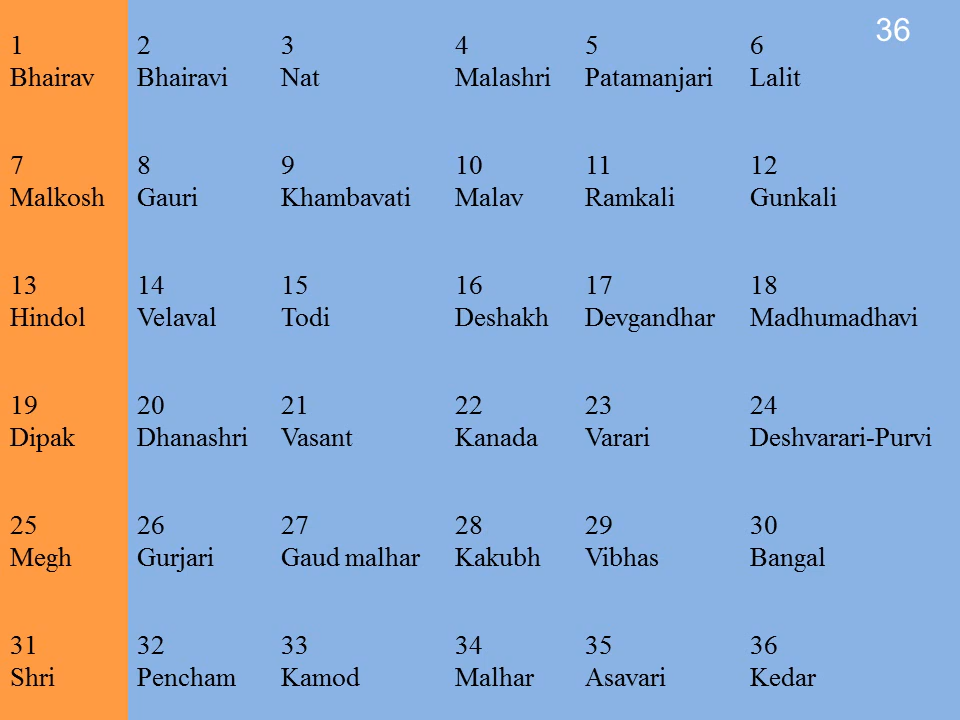 36
1 2 3 4 5 6
Bhairav Bhairavi Nat Malashri Patamanjari Lalit
7 8 9 10 11 12
Malkosh Gauri Khambavati Malav Ramkali Gunkali
13 14 15 16 17 18
Hindol Velaval Todi Deshakh Devgandhar Madhumadhavi
19 20 21 22 23 24
Dipak Dhanashri Vasant Kanada Varari Deshvarari-Purvi
25 26 27 28 29 30
Megh Gurjari Gaud malhar Kakubh Vibhas Bangal
31 32 33 34 35 36
Shri Pencham Kamod Malhar Asavari Kedar